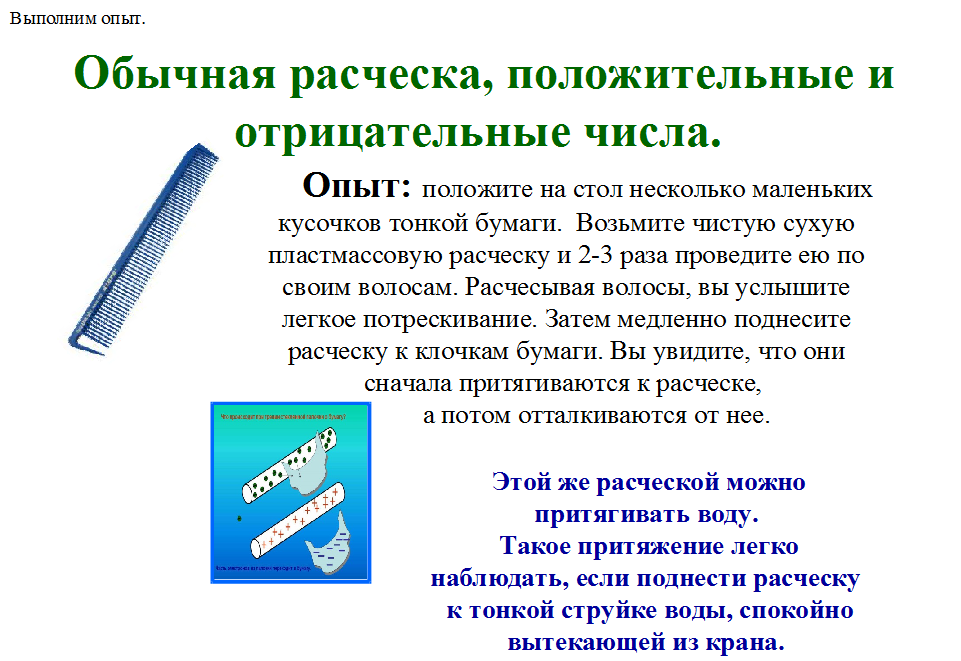 Выполним опыт.
Обычная расческа, положительные и
отрицательные числа.
Опыт: положите на стол несколько маленьких
кусочков тонкой бумаги. Возьмите чистую сухую
пластмассовую расческу и 2-3 раза проведите ею по
своим волосам. Расчесывая волосы, вы услышите
легкое потрескивание. Затем медленно поднесите
расческу к клочкам бумаги. Вы увидите, что они
сначала притягиваются к расческе,
а потом отталкиваются от нее.
Этой же расческой можно
притягивать воду.
Такое притяжение легко
наблюдать, если поднести расческу
к тонкой струйке воды, спокойно
вытекающей из крана.